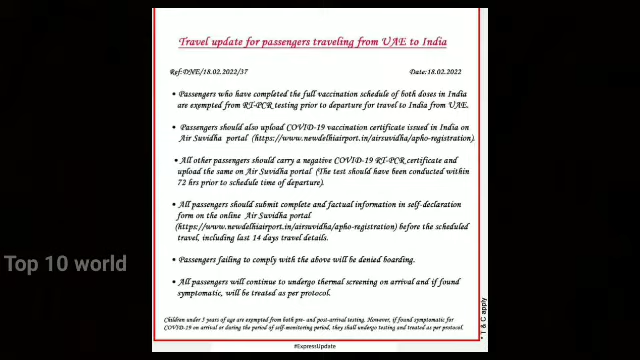 Travel update for passengers traveling from UAE to India
Ref:DNE/18.02.2022/37 Date:18.02.2022
• Passengers who have completed the full vaccination schedule of both doses in India
are exempted from RT-PCR testing prior to departure for travel to India from UAE.
• Passengers should also upload COVID-19 vaccination certificate issued in India on
Air Suvidha portal (https://www.newdelhiairport.in/airsuvidha/apho-registration).
• All other passengers should carry a negative COVID-19 RT-PCR certificate and
upload the same on Air Suvidha portal (The test should have been conducted within
72 hrs prior to schedule time of departure).
• All passengers should submit complete and factual information in self-declaration
form on the online Air Suvidha portal
(https://www.newdelhiairport.in/airsuvidha/apho-registration) before the scheduled
travel, including last 14 days travel details.
Top 10 world
• Passengers failing to comply with the above will be denied boarding.
• All passengers will continue to undergo thermal screening on arrival and if found
symptomatic, will be treated as per protocol.
Children under 5 years of age are exempted from both pre- and post-arrival testing. However, if found symptomatic for
COVID-19 on arrival or during the period of self-monitoring period, they shall undergo testing and treated as per protocol.
* T & C apply
#ExpressUpdate